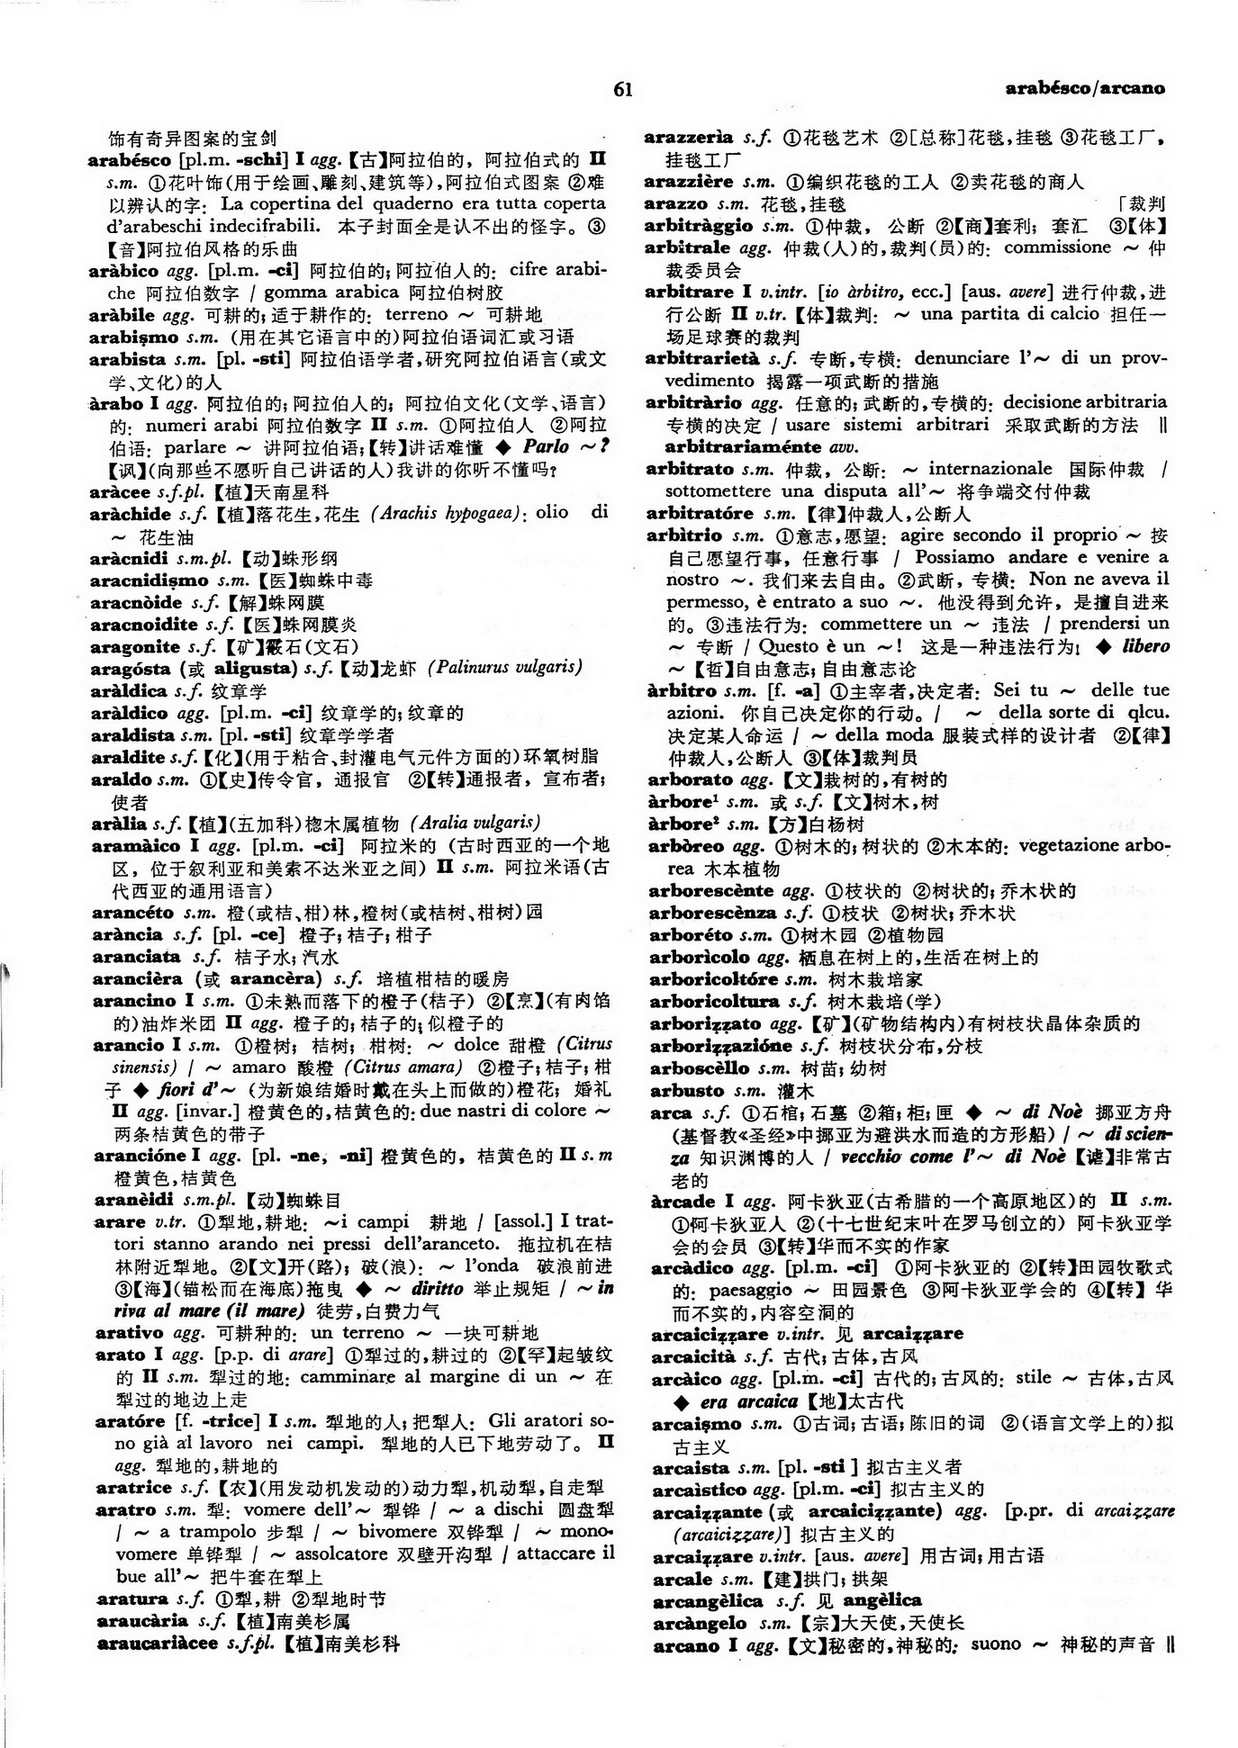 61
arabésco/arcano
饰有奇异图案的宝剑
arabésco [pl.m. -schi] I agg.【古】阿拉伯的，阿拉伯式的 II
s.m. ①花叶饰(用于绘画、雕刻、建筑等),阿拉伯式图案 ②难
以辨认的字: La copertina del quaderno era tutta coperta
d'arabeschi indecifrabili. 本子封面全是认不出的怪字。③
【音】阿拉伯风格的乐曲
aràbico agg. [pl.m. -ci] 阿拉伯的;阿拉伯人的: cifre arabi-
che 阿拉伯数字 / gomma arabica 阿拉伯树胶
aràbile agg. 可耕的;适于耕作的: terreno ～ 可耕地
arabiṣmo s.m. (用在其它语言中的)阿拉伯语词汇或习语
arabista s.m. [pl. -sti] 阿拉伯语学者,研究阿拉伯语言(或文
学、文化)的人
àrabo I agg. 阿拉伯的;阿拉伯人的; 阿拉伯文化(文学、语言)
的: numeri arabi 阿拉伯数字 II s.m. ①阿拉伯人 ②阿拉
伯语: parlare ～ 讲阿拉伯语;【转】讲话难懂 ◆ Parlo ～?
【讽】(向那些不愿听自己讲话的人)我讲的你听不懂吗?
aràcee s.f.pl.【植】天南星科
aràchide s.f.【植】落花生,花生 (Arachis hypogaea): olio di
～ 花生油
aràcnidi s.m.pl.【动】蛛形纲
aracnidiṣmo s.m.【医】蜘蛛中毒
aracnòide s.f.【解】蛛网膜
aracnoidite s.f.【医】蛛网膜炎
aragonite s.f.【矿】霰石(文石)
aragósta (或 aligusta) s.f.【动】龙虾 (Palinurus vulgaris)
aràldica s.f. 纹章学
aràldico agg. [pl.m. -ci] 纹章学的;纹章的
araldista s.m. [pl. -sti] 纹章学学者
araldite s.f.【化】(用于粘合、封灌电气元件方面的)环氧树脂
araldo s.m. ①【史】传令官，通报官 ②【转】通报者，宣布者;
使者
aràlia s.f.【植】(五加科)楤木属植物 (Aralia vulgaris)
aramàico I agg. [pl.m. -ci] 阿拉米的 (古时西亚的一个地
区，位于叙利亚和美索不达米亚之间) II s.m. 阿拉米语(古
代西亚的通用语言)
arancéto s.m. 橙(或桔、柑)林,橙树(或桔树、柑树)园
arància s.f. [pl. -ce] 橙子;桔子;柑子
aranciata s.f. 桔子水;汽水
arancièra (或 arancèra) s.f. 培植柑桔的暖房
arancino I s.m. ①未熟而落下的橙子(桔子) ②【烹】(有肉馅
的)油炸米团 II agg. 橙子的;桔子的;似橙子的
arancio I s.m. ①橙树; 桔树; 柑树: ～ dolce 甜橙 (Citrus
sinensis) / ～ amaro 酸橙 (Citrus amara) ②橙子;桔子;柑
子 ◆ fiori d'～ (为新娘结婚时戴在头上而做的)橙花; 婚礼
II agg. [invar.] 橙黄色的,桔黄色的: due nastri di colore ～
两条桔黄色的带子
arancióne I agg. [pl. -ne, -ni] 橙黄色的，桔黄色的 II s. m
橙黄色,桔黄色
aranèidi s.m.pl.【动】蜘蛛目
arare v.tr. ①犁地,耕地: ～i campi 耕地 / [assol.] I trat-
tori stanno arando nei pressi dell'aranceto. 拖拉机在桔
林附近犁地。②【文】开(路); 破(浪): ～ l'onda 破浪前进
③【海】(锚松而在海底)拖曳 ◆ ～ diritto 举止规矩 / ～ in
riva al mare (il mare) 徒劳,白费力气
arativo agg. 可耕种的: un terreno ～ 一块可耕地
arato I agg. [p.p. di arare] ①犁过的,耕过的 ②【罕】起皱纹
的 II s.m. 犁过的地: camminare al margine di un ～ 在
犁过的地边上走
aratóre [f. -trice] I s.m. 犁地的人;把犁人: Gli aratori so-
no già al lavoro nei campi. 犁地的人已下地劳动了。 II
agg. 犁地的,耕地的
aratrice s.f.【农】(用发动机发动的)动力犁,机动犁,自走犁
aratro s.m. 犁: vomere dell'～ 犁铧 / ～ a dischi 圆盘犁
/ ～ a trampolo 步犁 / ～ bivomere 双铧犁 / ～ mono-
vomere 单铧犁 / ～ assolcatore 双壁开沟犁 / attaccare il
bue all'～ 把牛套在犁上
aratura s.f. ①犁,耕 ②犁地时节
araucària s.f.【植】南美杉属
araucariàcee s.f.pl.【植】南美杉科
arazzerìa s.f. ①花毯艺术 ②[总称]花毯,挂毯 ③花毯工厂,
挂毯工厂
arazzière s.m. ①编织花毯的工人 ②卖花毯的商人
arazzo s.m. 花毯,挂毯 「裁判
arbitràggio s.m. ①仲裁， 公断 ②【商】套利; 套汇 ③【体】
arbitrale agg. 仲裁(人)的,裁判(员)的: commissione ～ 仲
裁委员会
arbitrare I v.intr. [io àrbitro, ecc.] [aus. avere] 进行仲裁,进
行公断 II v.tr.【体】裁判: ～ una partita di calcio 担任一
场足球赛的裁判
arbitrarietà s.f. 专断,专横: denunciare l'～ di un prov-
vedimento 揭露一项武断的措施
arbitràrio agg. 任意的;武断的,专横的: decisione arbitraria
专横的决定 / usare sistemi arbitrari 采取武断的方法 ‖
arbitrariaménte avv.
arbitrato s.m. 仲裁，公断: ～ internazionale 国际仲裁 /
sottomettere una disputa all'～ 将争端交付仲裁
arbitratóre s.m.【律】仲裁人,公断人
arbìtrio s.m. ①意志,愿望: agire secondo il proprio ～ 按
自己愿望行事，任意行事 / Possiamo andare e venire a
nostro ～. 我们来去自由。②武断，专横: Non ne aveva il
permesso, è entrato a suo ～. 他没得到允许，是擅自进来
的。③违法行为: commettere un ～ 违法 / prendersi un
～ 专断 / Questo è un ～! 这是一种违法行为! ◆ libero
～【哲】自由意志;自由意志论
àrbitro s.m. [f. -a] ①主宰者,决定者: Sei tu ～ delle tue
azioni. 你自己决定你的行动。/ ～ della sorte di qlcu.
决定某人命运 / ～ della moda 服装式样的设计者 ②【律】
仲裁人,公断人 ③【体】裁判员
arborato agg.【文】栽树的,有树的
àrbore¹ s.m. 或 s.f.【文】树木,树
àrbore² s.m.【方】白杨树
arbòreo agg. ①树木的;树状的 ②木本的: vegetazione arbo-
rea 木本植物
arborescènte agg. ①枝状的 ②树状的;乔木状的
arborescènza s.f. ①枝状 ②树状;乔木状
arboréto s.m. ①树木园 ②植物园
arborìcolo agg. 栖息在树上的,生活在树上的
arboricoltóre s.m. 树木栽培家
arboricoltura s.f. 树木栽培(学)
arboriẓẓato agg.【矿】(矿物结构内)有树枝状晶体杂质的
arboriẓẓazióne s.f. 树枝状分布,分枝
arboscèllo s.m. 树苗;幼树
arbusto s.m. 灌木
arca s.f. ①石棺;石墓 ②箱;柜;匣 ◆ ～ di Noè 挪亚方舟
(基督教《圣经》中挪亚为避洪水而造的方形船) / ～ di scien-
za 知识渊博的人 / vecchio come l'～ di Noè【谑】非常古
老的
àrcade I agg. 阿卡狄亚(古希腊的一个高原地区)的 II s.m.
①阿卡狄亚人 ②(十七世纪末叶在罗马创立的) 阿卡狄亚学
会的会员 ③【转】华而不实的作家
arcàdico agg. [pl.m. -ci] ①阿卡狄亚的 ②【转】田园牧歌式
的: paesaggio ～ 田园景色 ③阿卡狄亚学会的 ④【转】华
而不实的,内容空洞的
arcaiciẓẓare v.intr. 见 arcaiẓẓare
arcaicità s.f. 古代;古体,古风
arcàico agg. [pl.m. -ci] 古代的;古风的: stile ～ 古体,古风
◆ era arcaica【地】太古代
arcaiṣmo s.m. ①古词;古语;陈旧的词 ②(语言文学上的)拟
古主义
arcaista s.m. [pl. -sti ] 拟古主义者
arcaìstico agg. [pl.m. -ci] 拟古主义的
arcaiẓẓante (或 arcaiciẓẓante) agg. [p.pr. di arcaiẓẓare
(arcaiciẓẓare)] 拟古主义的
arcaiẓẓare v.intr. [aus. avere] 用古词;用古语
arcale s.m.【建】拱门;拱架
arcangèlica s.f. 见 angèlica
arcàngelo s.m.【宗】大天使,天使长
arcano I agg.【文】秘密的,神秘的: suono ～ 神秘的声音 ‖